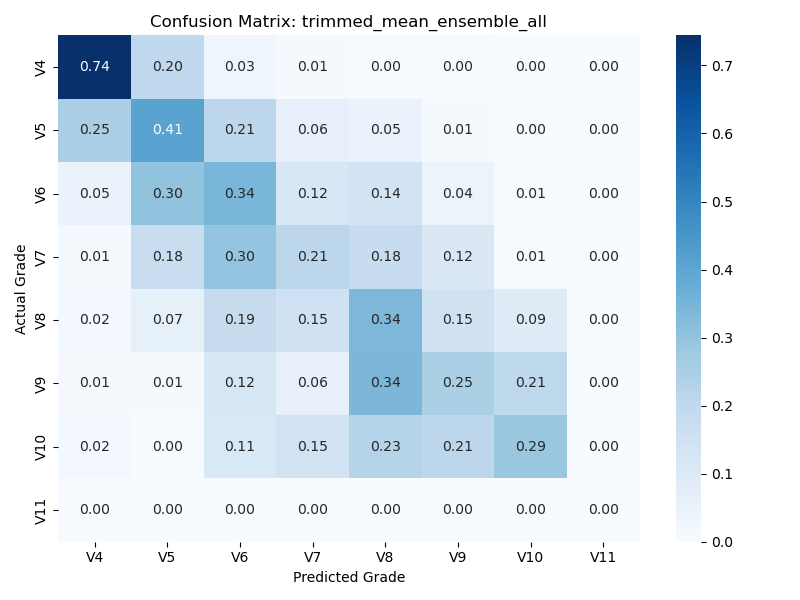 Confusion Matrix: trimmed_mean_ensemble_all
V4 0.74 0.20 0.03 0.01 0.00 0.00 0.00 0.00
V5 0.25 0.41 0.21 0.06 0.05 0.01 0.00 0.00
V6 0.05 0.30 0.34 0.12 0.14 0.04 0.01 0.00
V7 0.01 0.18 0.30 0.21 0.18 0.12 0.01 0.00
V8 0.02 0.07 0.19 0.15 0.34 0.15 0.09 0.00
V9 0.01 0.01 0.12 0.06 0.34 0.25 0.21 0.00
V10 0.02 0.00 0.11 0.15 0.23 0.21 0.29 0.00
V11 0.00 0.00 0.00 0.00 0.00 0.00 0.00 0.00
V4 V5 V6 V7 V8 V9 V10 V11
Predicted Grade
Actual Grade
0.7
0.6
0.5
0.4
0.3
0.2
0.1
0.0